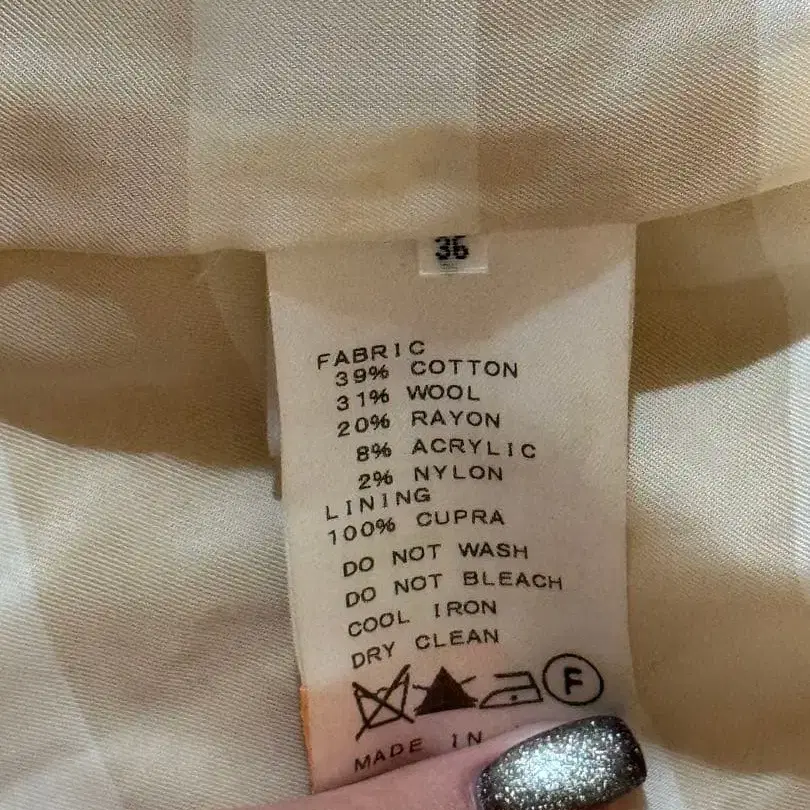 36
FABRIC
39% COTTON
31% WOOL
20% RAYON
8% ACRYLIC
2% NYLON
LINING
100% CUPRA
DO NOT WASH
DO NOT BLEACH
COOL IRON
DRY CLEAN
F
MADE IN